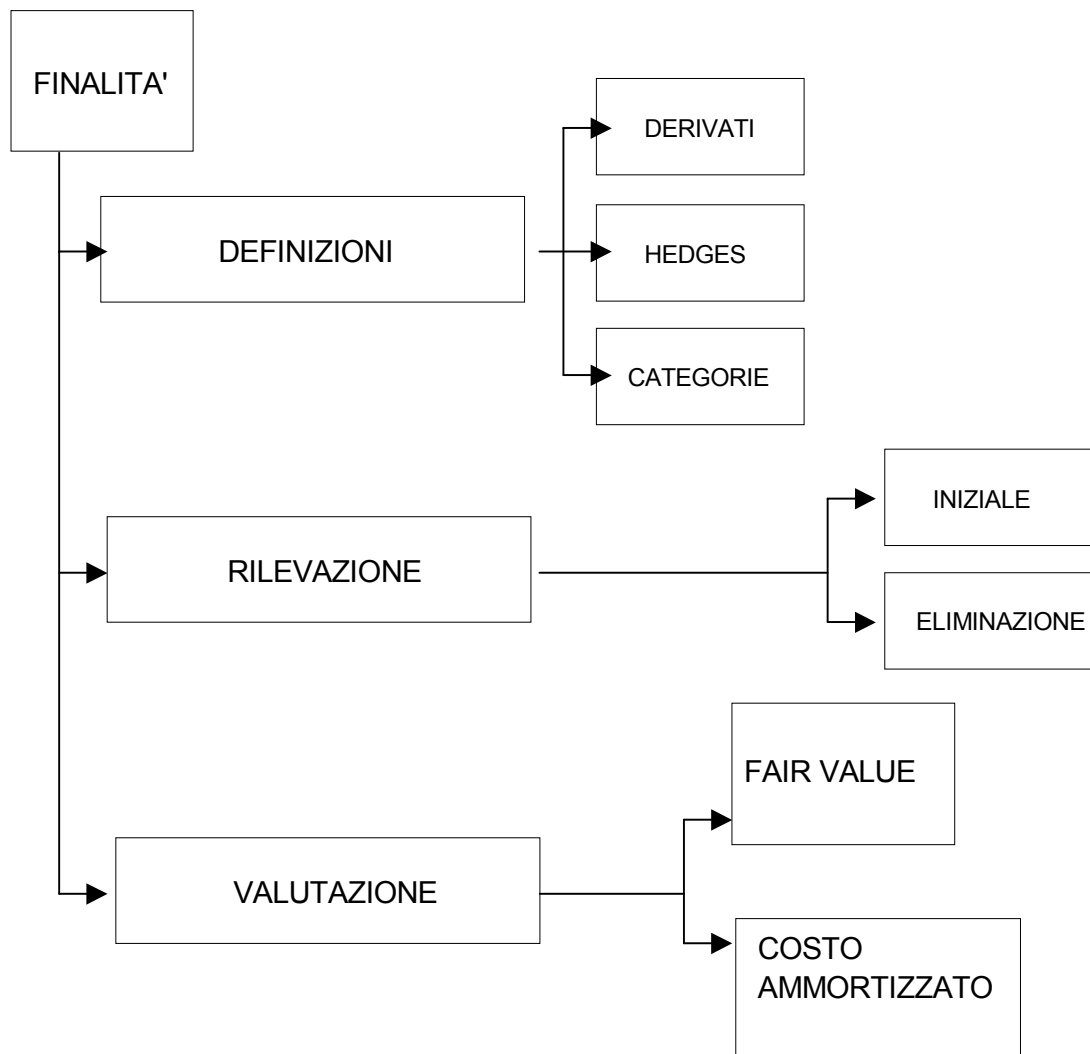 FINALITA'
DERIVATI
DEFINIZIONI
HEDGES
CATEGORIE
INIZIALE
RILEVAZIONE
ELIMINAZIONE
FAIR VALUE
VALUTAZIONE
COSTO
AMMORTIZZATO